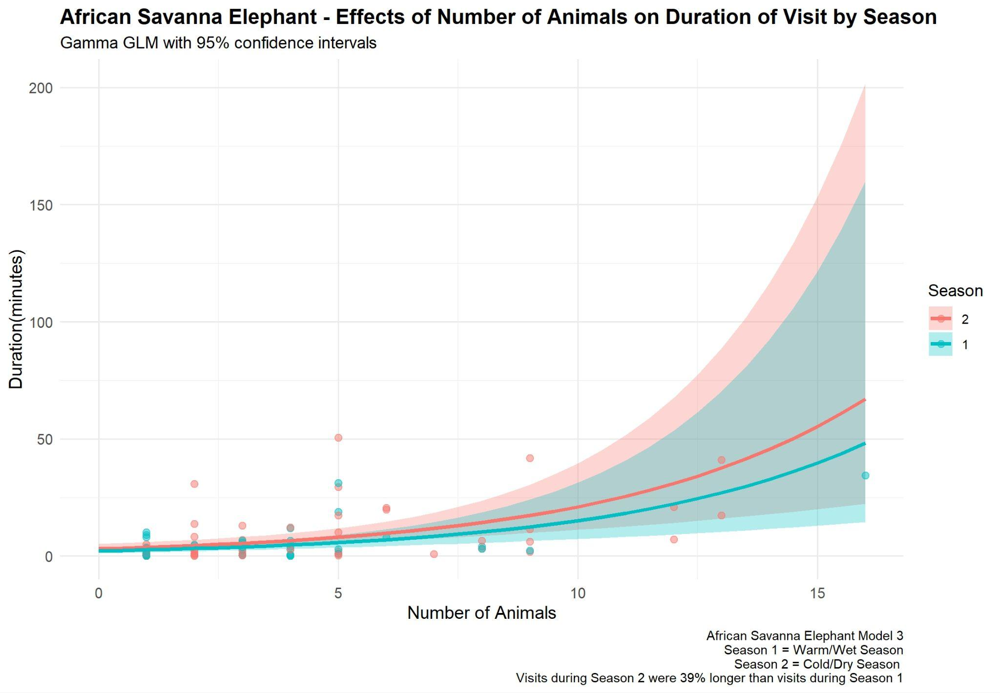 African Savanna Elephant - Effects of Number of Animals on Duration of Visit by Season
Gamma GLM with 95% confidence intervals
200
150
100
50
0
Duration(minutes)
0 5 10 15
Number of Animals
Season
2
1
African Savanna Elephant Model 3
Season 1 = Warm/Wet Season
Season 2 = Cold/Dry Season
Visits during Season 2 were 39% longer than visits during Season 1